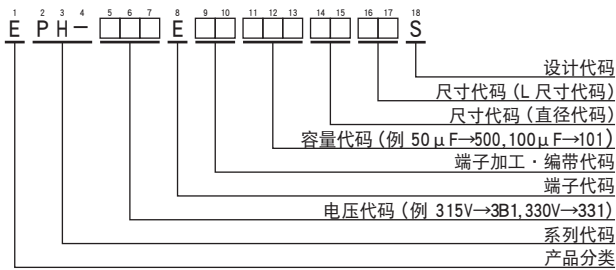 1 2 3 4 5 6 7 8 9 10 11 12 13 14 15 16 17 18
E P H - □□□ E □□ □□□ □□ □□ S
设计代码
尺寸代码 (L 尺寸代码)
尺寸代码 (直径代码)
容量代码 (例 50μF→500,100μF→101)
端子加工・编带代码
端子代码
电压代码 (例 315V→3B1,330V→331)
系列代码
产品分类